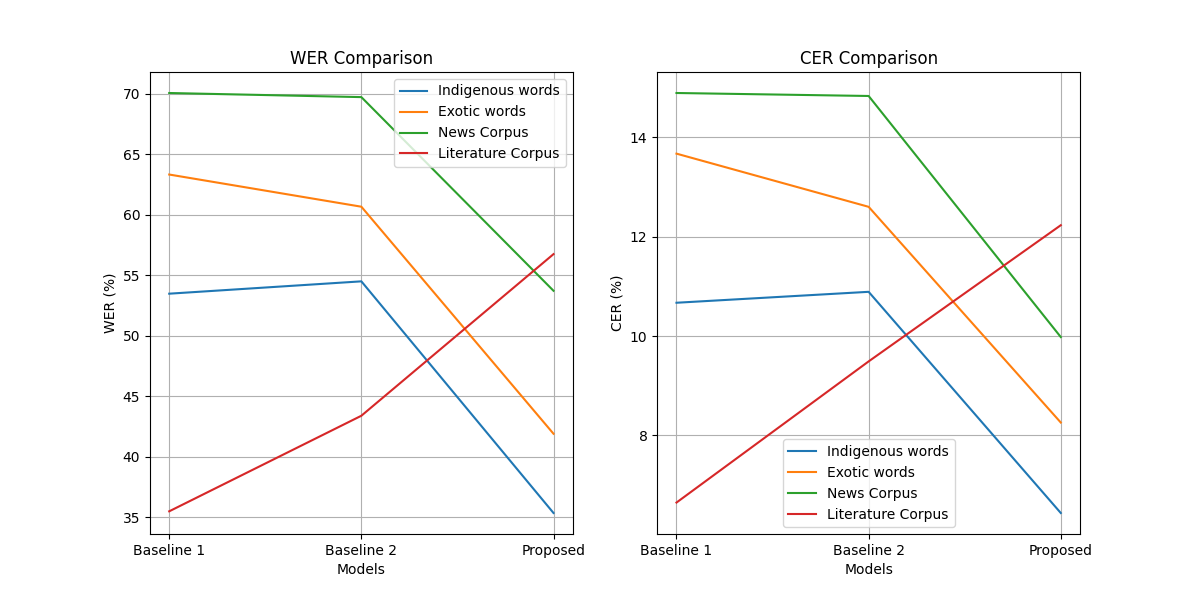 WER Comparison
70
65
60
55
50
45
40
35
WER (%)
Indigenous words
Exotic words
News Corpus
Literature Corpus
Baseline 1 Baseline 2 Proposed
Models
CER Comparison
14
12
10
8
CER (%)
Indigenous words
Exotic words
News Corpus
Literature Corpus
Baseline 1 Baseline 2 Proposed
Models